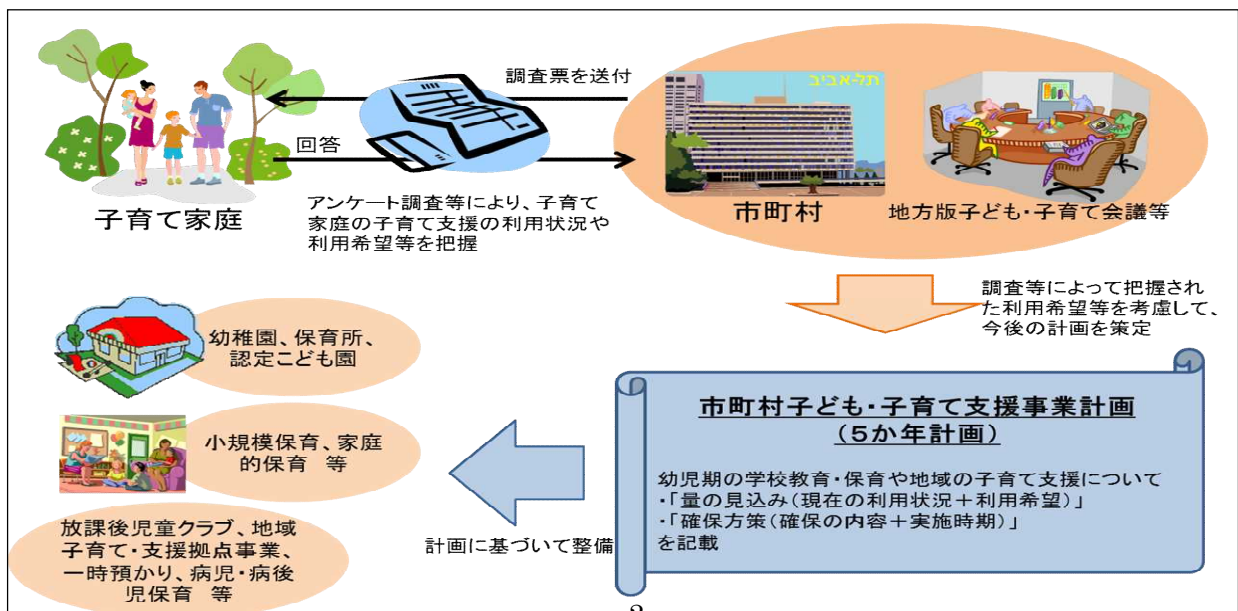 調査票を送付
回答
תל-אביב
子育て家庭
アンケート調査等により、子育て
家庭の子育て支援の利用状況や
利用希望等を把握
市町村
地方版子ども・子育て会議等
調査等によって把握され
た利用希望等を考慮して、
今後の計画を策定
幼稚園、保育所、
認定こども園
小規模保育、家庭
的保育 等
放課後児童クラブ、地域
子育て・支援拠点事業、
一時預かり、病児・病後
児保育 等
計画に基づいて整備
市町村子ども・子育て支援事業計画
（５か年計画）
幼児期の学校教育・保育や地域の子育て支援について
・「量の見込み（現在の利用状況＋利用希望）」
・「確保方策（確保の内容＋実施時期）」
を記載